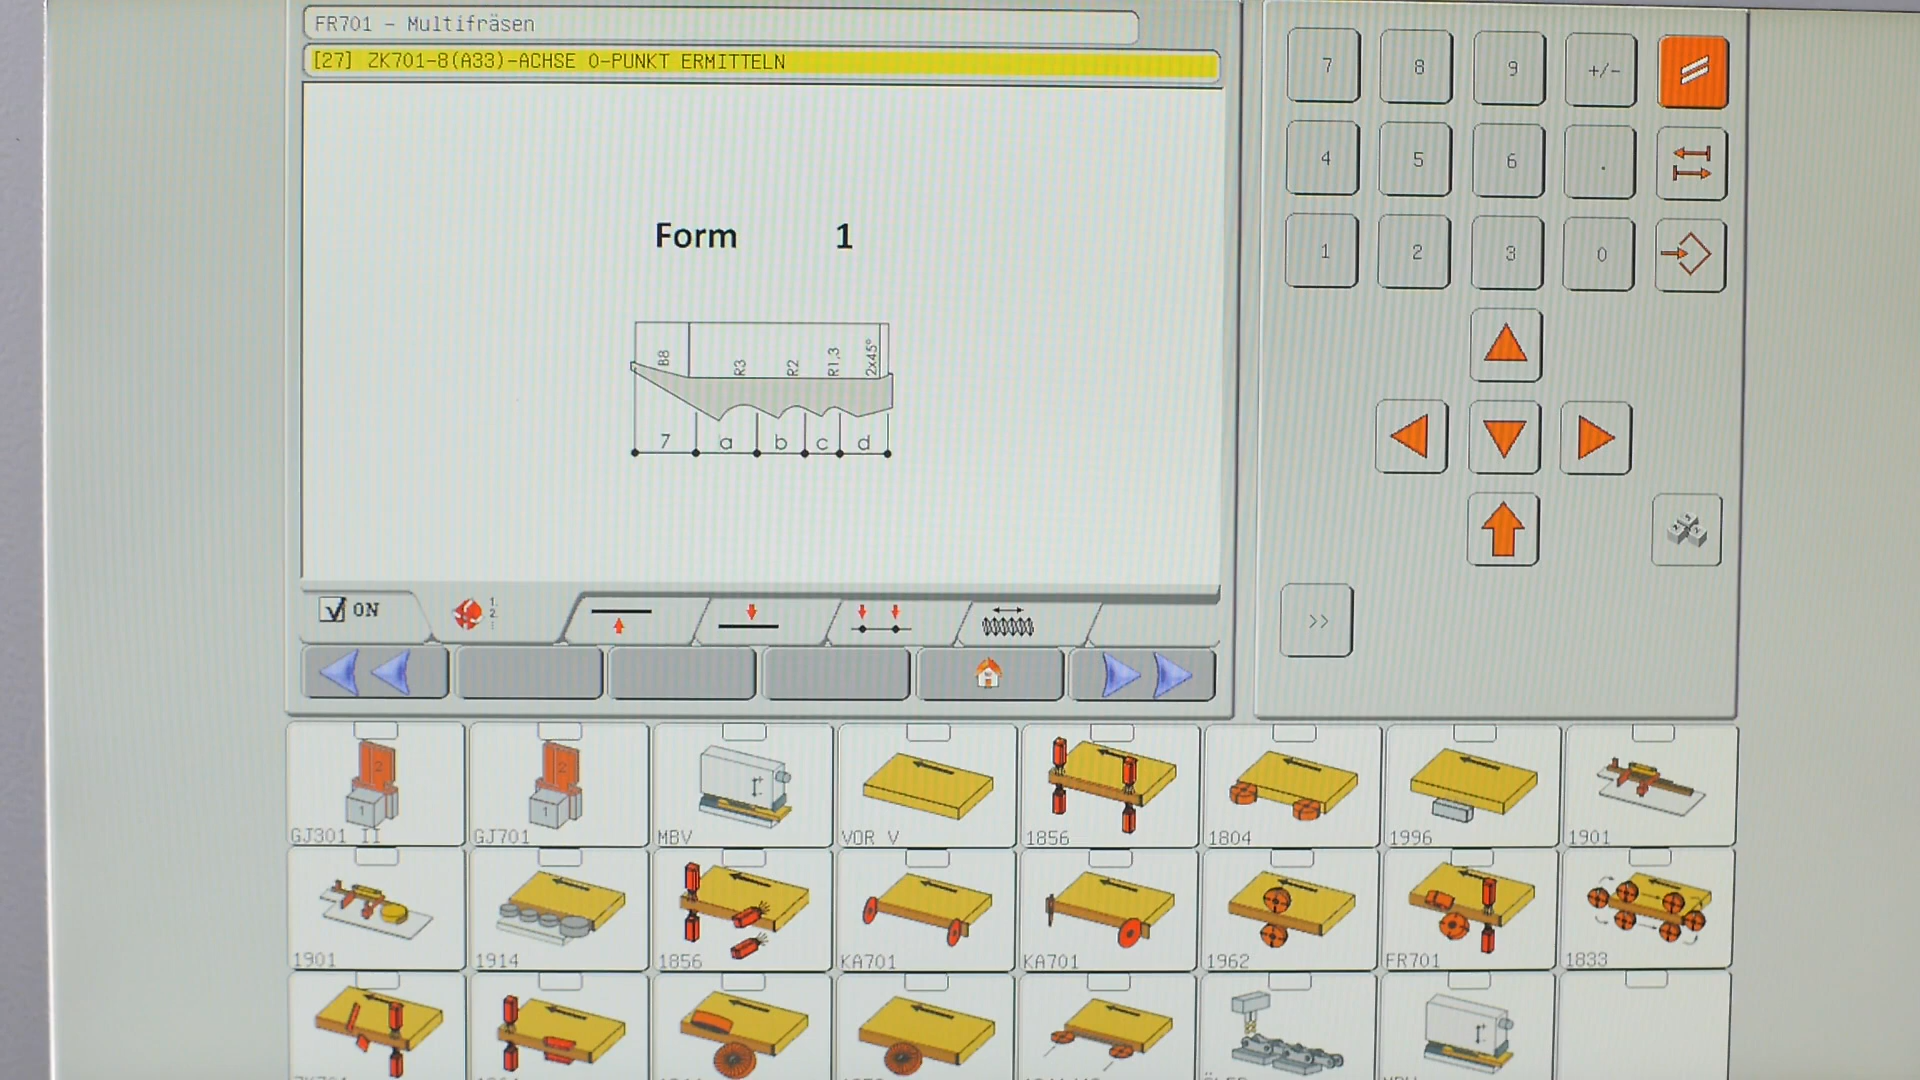 FR701 - Multifräsen
[27] ZK701-8(A33)-ACHSE 0-PUNKT ERMITTELN
Form 1
88 R3 R2 R1,3 2x45°
7 a b c d
ON 1. 2.
7 8 9 +/-
4 5 6 .
1 2 3 0
>>
GJ301 II GJ701 MBV VOR V 1856 1804 1996 1901
1901 1914 1856 KA701 KA701 1962 FR701 1833